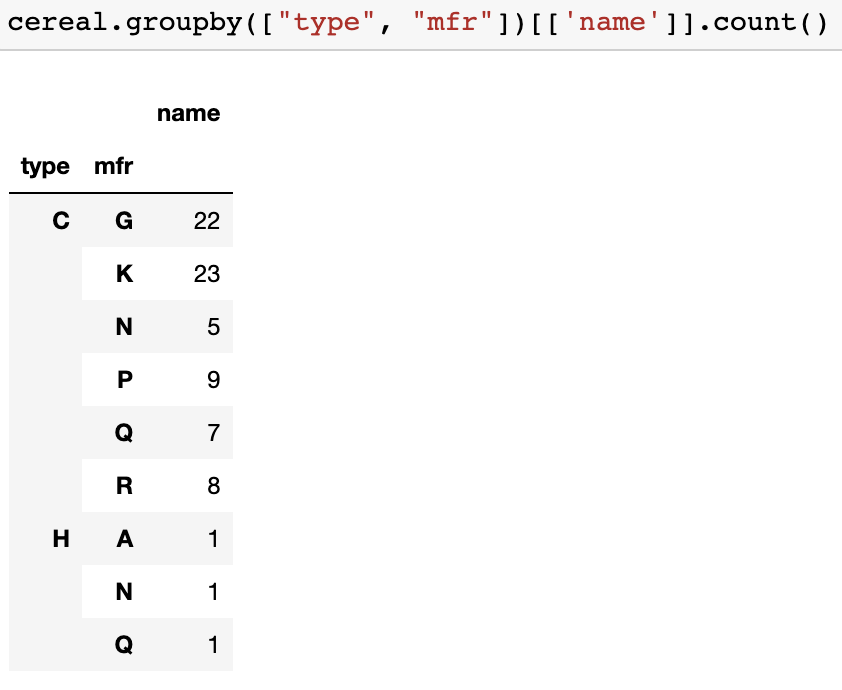 cereal.groupby(["type", "mfr"])[['name']].count()
name
type mfr
C G 22
K 23
N 5
P 9
Q 7
R 8
H A 1
N 1
Q 1